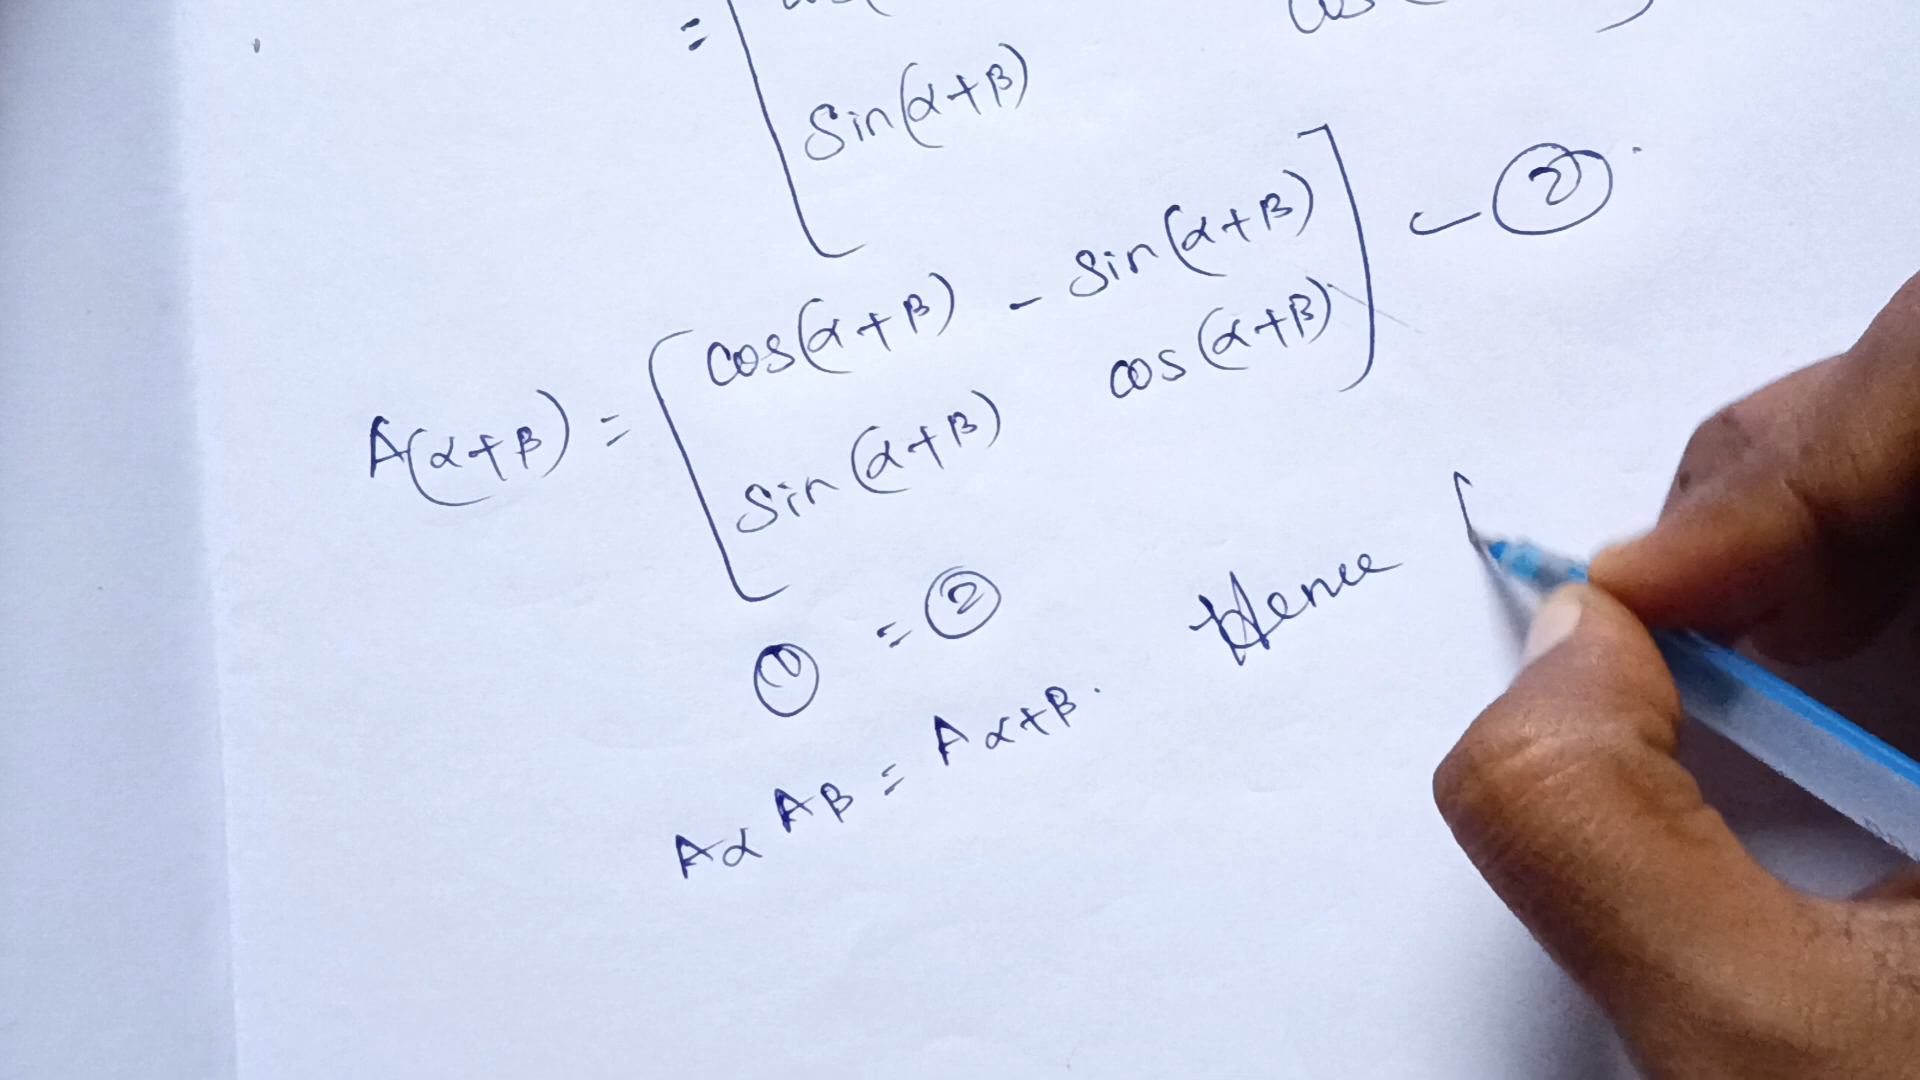 =
sin(α+β)
A(α+β) = [cos(α+β) - sin(α+β)] - ②
sin(α+β) cos(α+β)
① = ②
Aα Aβ = Aα+β. Hence